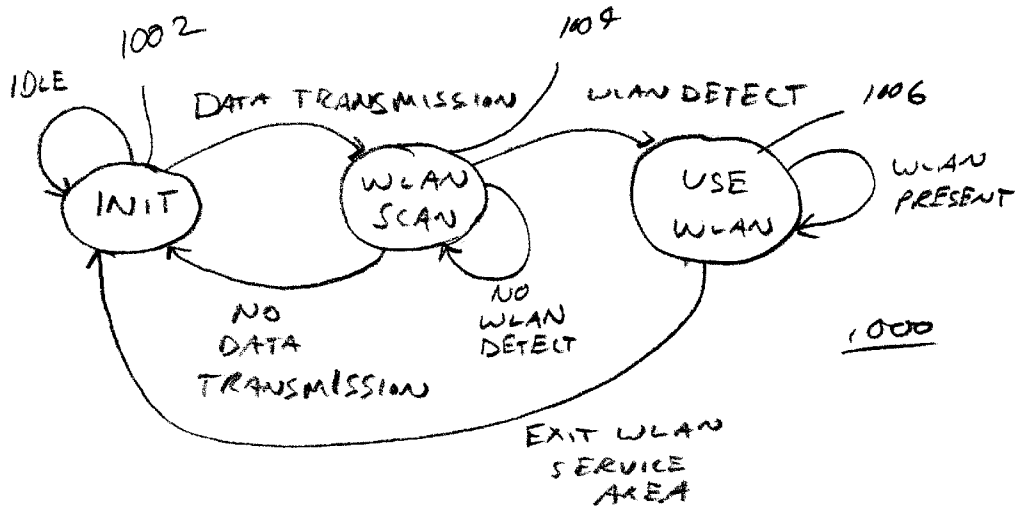 1002
1004
IDLE
DATA TRANSMISSION
WLAN DETECT
1006
INIT
WLAN
SCAN
USE
WLAN
WLAN
PRESENT
NO
DATA
TRANSMISSION
NO
WLAN
DETECT
1000
EXIT WLAN
SERVICE
AREA